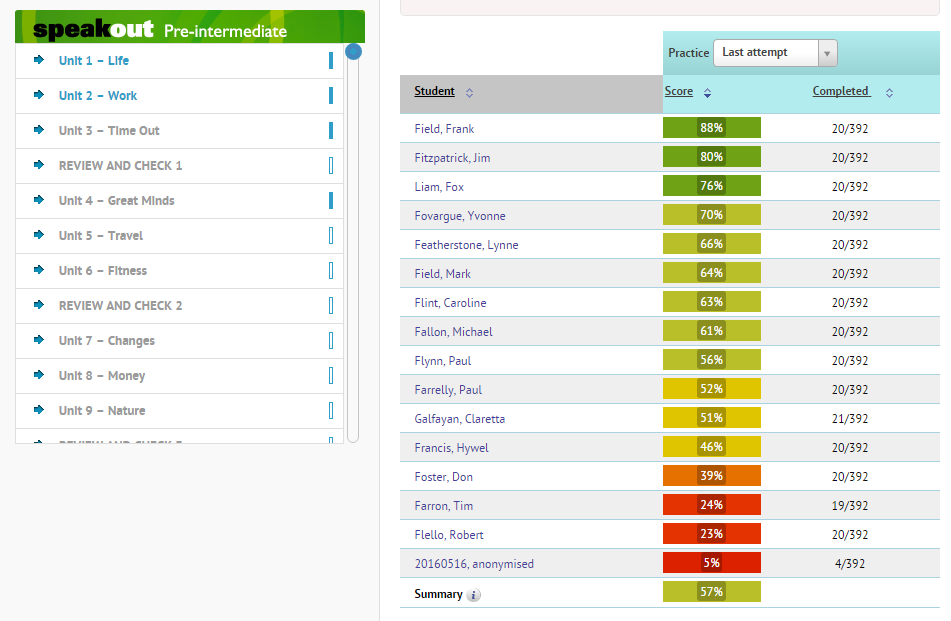 speakout Pre-intermediate
Unit 1 – Life
Unit 2 – Work
Unit 3 – Time Out
REVIEW AND CHECK 1
Unit 4 – Great Minds
Unit 5 – Travel
Unit 6 – Fitness
REVIEW AND CHECK 2
Unit 7 – Changes
Unit 8 – Money
Unit 9 – Nature
Practice Last attempt
Student Score Completed
Field, Frank 88% 20/392
Fitzpatrick, Jim 80% 20/392
Liam, Fox 76% 20/392
Fovargue, Yvonne 70% 20/392
Featherstone, Lynne 66% 20/392
Field, Mark 64% 20/392
Flint, Caroline 63% 20/392
Fallon, Michael 61% 20/392
Flynn, Paul 56% 20/392
Farrelly, Paul 52% 20/392
Galfayan, Claretta 51% 21/392
Francis, Hywel 46% 20/392
Foster, Don 39% 20/392
Farron, Tim 24% 19/392
Flello, Robert 23% 20/392
20160516, anonymised 5% 4/392
Summary i 57%